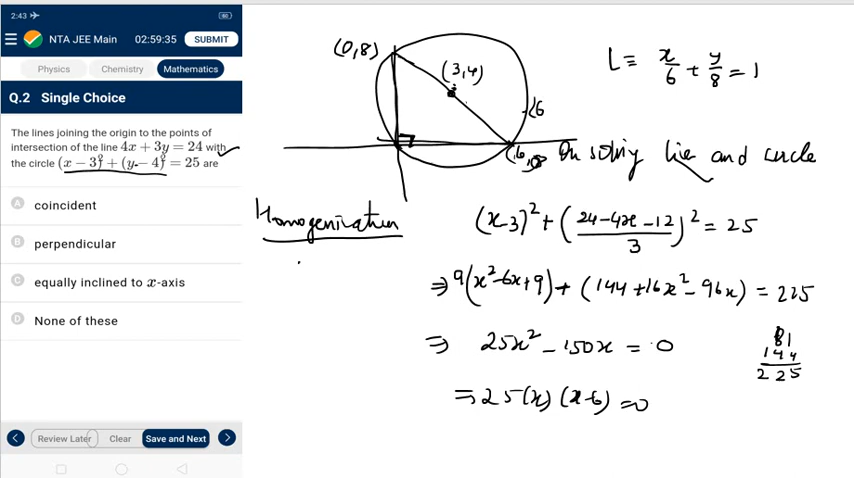 2:43
NTA JEE Main 02:59:35 SUBMIT
Physics Chemistry Mathematics
Q.2 Single Choice
The lines joining the origin to the points of
intersection of the line 4x + 3y = 24 with
the circle (x − 3)² + (y − 4)² = 25 are
A coincident
B perpendicular
C equally inclined to x-axis
D None of these
Review Later Clear Save and Next
(0,8)
(3,4)
L ≡ x/6 + y/8 = 1
On solving line and circle
Homogenization
(x-3)² + ((24-4x-12)/3)² = 25
⇒ 9(x²-6x+9) + (144+16x²-96x) = 225
⇒ 25x² - 150x = 0
81
144
225
⇒ 25(x)(x-6) = 0